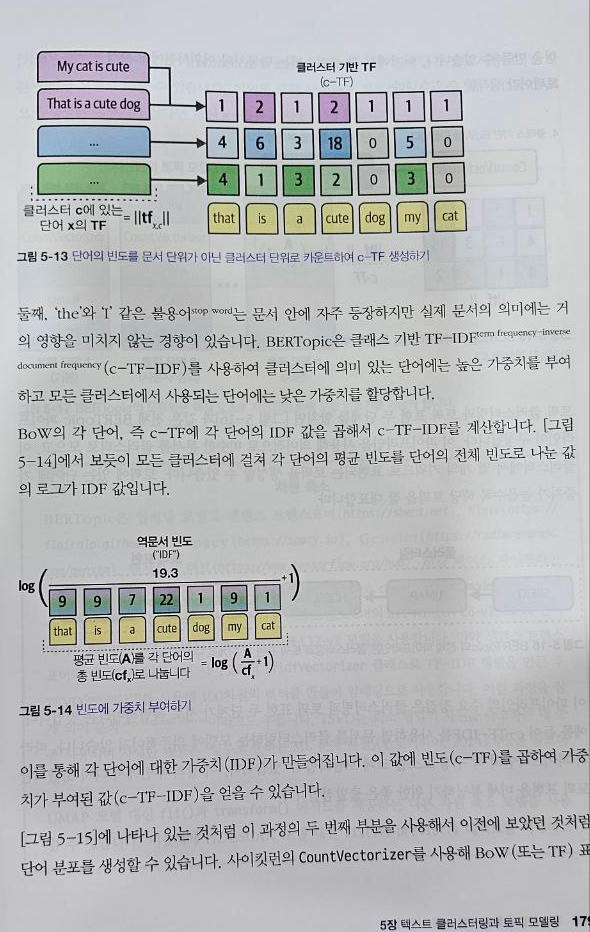 My cat is cute
That is a cute dog
...
...
클러스터 기반 TF
(c-TF)
1 2 1 2 1 1 1
4 6 3 18 0 5 0
4 1 3 2 0 3 0
that is a cute dog my cat
클러스터 c에 있는
단어 x의 TF = ||tfx,c||
그림 5-13 단어의 빈도를 문서 단위가 아닌 클러스터 단위로 카운트하여 c-TF 생성하기
둘째, 'the'와 'I' 같은 불용어stop word는 문서 안에 자주 등장하지만 실제 문서의 의미에는 거
의 영향을 미치지 않는 경향이 있습니다. BERTopic은 클래스 기반 TF-IDFterm frequency-inverse
document frequency(c-TF-IDF)를 사용하여 클러스터에 의미 있는 단어에는 높은 가중치를 부여
하고 모든 클러스터에서 사용되는 단어에는 낮은 가중치를 할당합니다.
BoW의 각 단어, 즉 c-TF에 각 단어의 IDF 값을 곱해서 c-TF-IDF를 계산합니다. [그림
5-14]에서 보듯이 모든 클러스터에 걸쳐 각 단어의 평균 빈도를 단어의 전체 빈도로 나눈 값
의 로그가 IDF 값입니다.
역문서 빈도
("IDF")
log ( 19.3 +1)
9 9 7 22 1 9 1
that is a cute dog my cat
평균 빈도(A)를 각 단어의
총 빈도(cfx)로 나눕니다 = log ( A/cfx +1)
그림 5-14 빈도에 가중치 부여하기
이를 통해 각 단어에 대한 가중치(IDF)가 만들어집니다. 이 값에 빈도(c-TF)를 곱하여 가중
치가 부여된 값(c-TF-IDF)을 얻을 수 있습니다.
[그림 5-15]에 나타나 있는 것처럼 이 과정의 두 번째 부분을 사용해서 이전에 보았던 것처럼
단어 분포를 생성할 수 있습니다. 사이킷런의 CountVectorizer를 사용해 BoW(또는 TF) 표
5장 텍스트 클러스터링과 토픽 모델링 179